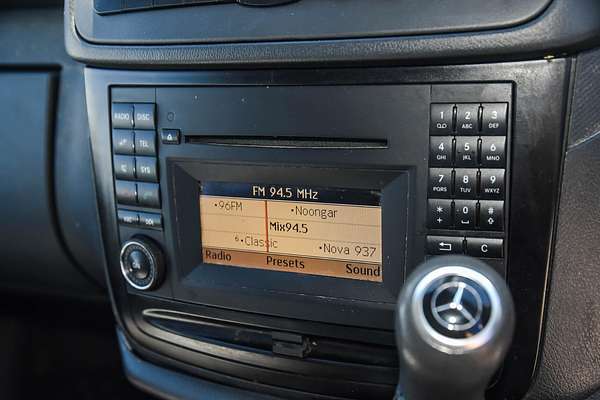 RADIO DISC
TEL
SYS
FM 94.5 MHz
•96FM
•Noongar
Mix94.5
6•Classic
•Nova 937
Radio Presets Sound
1 2 ABC 3 DEF
4 GHI 5 JKL 6 MNO
7 PQRS 8 TUV 9 WXYZ
* 0 #
C